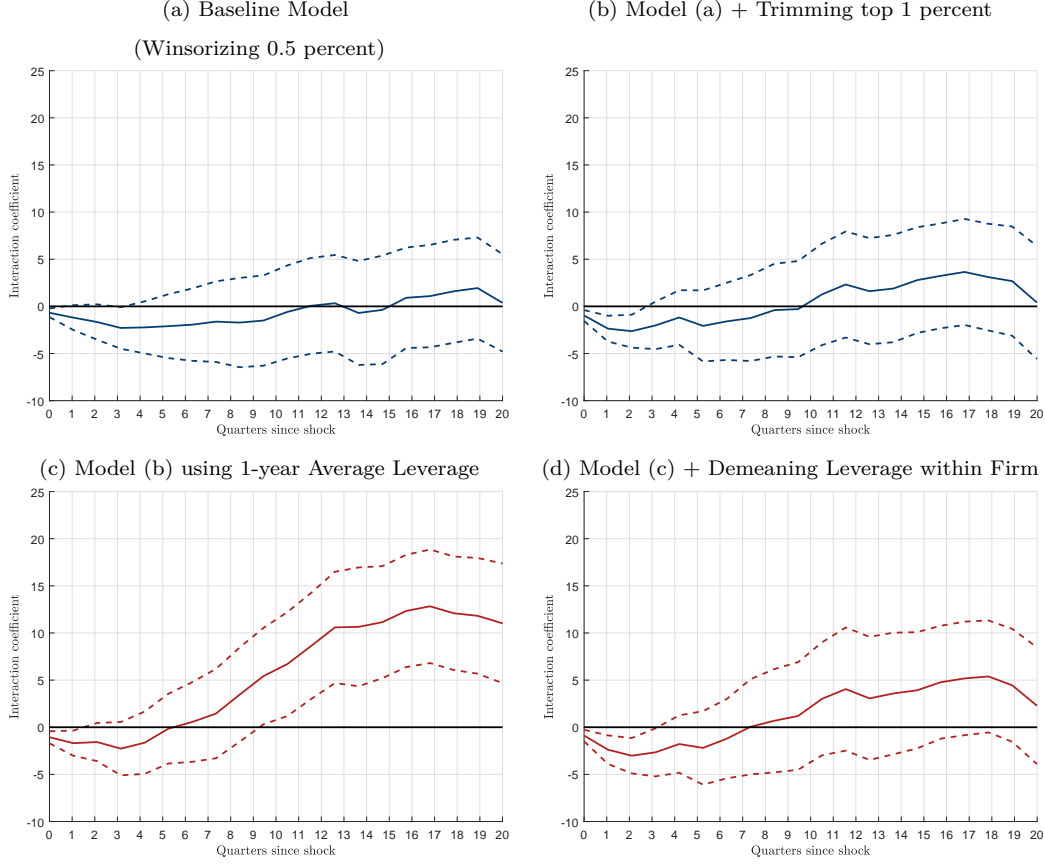 (a) Baseline Model
(Winsorizing 0.5 percent)
(b) Model (a) + Trimming top 1 percent
25
20
15
10
5
0
-5
-10
Interaction coefficient
0 1 2 3 4 5 6 7 8 9 10 11 12 13 14 15 16 17 18 19 20
Quarters since shock
25
20
15
10
5
0
-5
-10
Interaction coefficient
0 1 2 3 4 5 6 7 8 9 10 11 12 13 14 15 16 17 18 19 20
Quarters since shock
(c) Model (b) using 1-year Average Leverage
(d) Model (c) + Demeaning Leverage within Firm
25
20
15
10
5
0
-5
-10
Interaction coefficient
0 1 2 3 4 5 6 7 8 9 10 11 12 13 14 15 16 17 18 19 20
Quarters since shock
25
20
15
10
5
0
-5
-10
Interaction coefficient
0 1 2 3 4 5 6 7 8 9 10 11 12 13 14 15 16 17 18 19 20
Quarters since shock